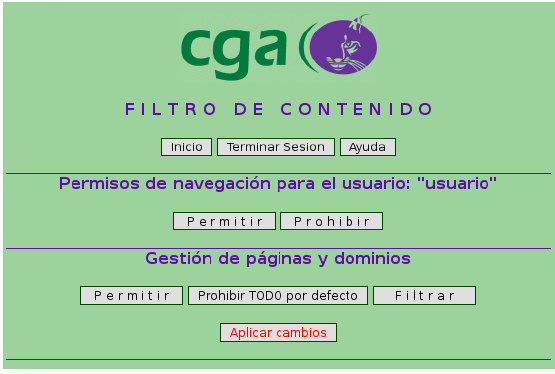 cga
FILTRO DE CONTENIDO
Inicio Terminar Sesion Ayuda
Permisos de navegación para el usuario: "usuario"
Permitir Prohibir
Gestión de páginas y dominios
Permitir Prohibir TODO por defecto Filtrar
Aplicar cambios